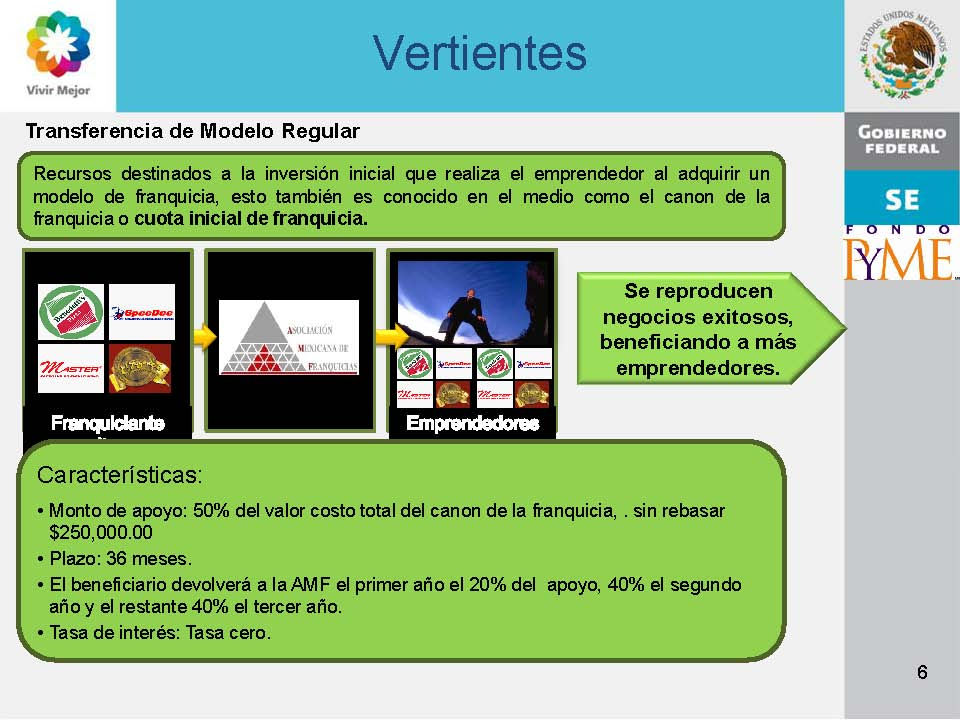 Vertientes
Vivir Mejor
ESTADOS UNIDOS MEXICANOS
GOBIERNO
FEDERAL
SE
FONDO
PYME
Transferencia de Modelo Regular
Recursos destinados a la inversión inicial que realiza el emprendedor al adquirir un
modelo de franquicia, esto también es conocido en el medio como el canon de la
franquicia o cuota inicial de franquicia.
Benedetti's
PIZZA
SpecDec
MASTER
ASOCIACIÓN
MEXICANA DE
FRANQUICIAS
Franquiciante
Emprendedores
Se reproducen
negocios exitosos,
beneficiando a más
emprendedores.
Características:
• Monto de apoyo: 50% del valor costo total del canon de la franquicia, . sin rebasar
$250,000.00
• Plazo: 36 meses.
• El beneficiario devolverá a la AMF el primer año el 20% del  apoyo, 40% el segundo
año y el restante 40% el tercer año.
• Tasa de interés: Tasa cero.
6